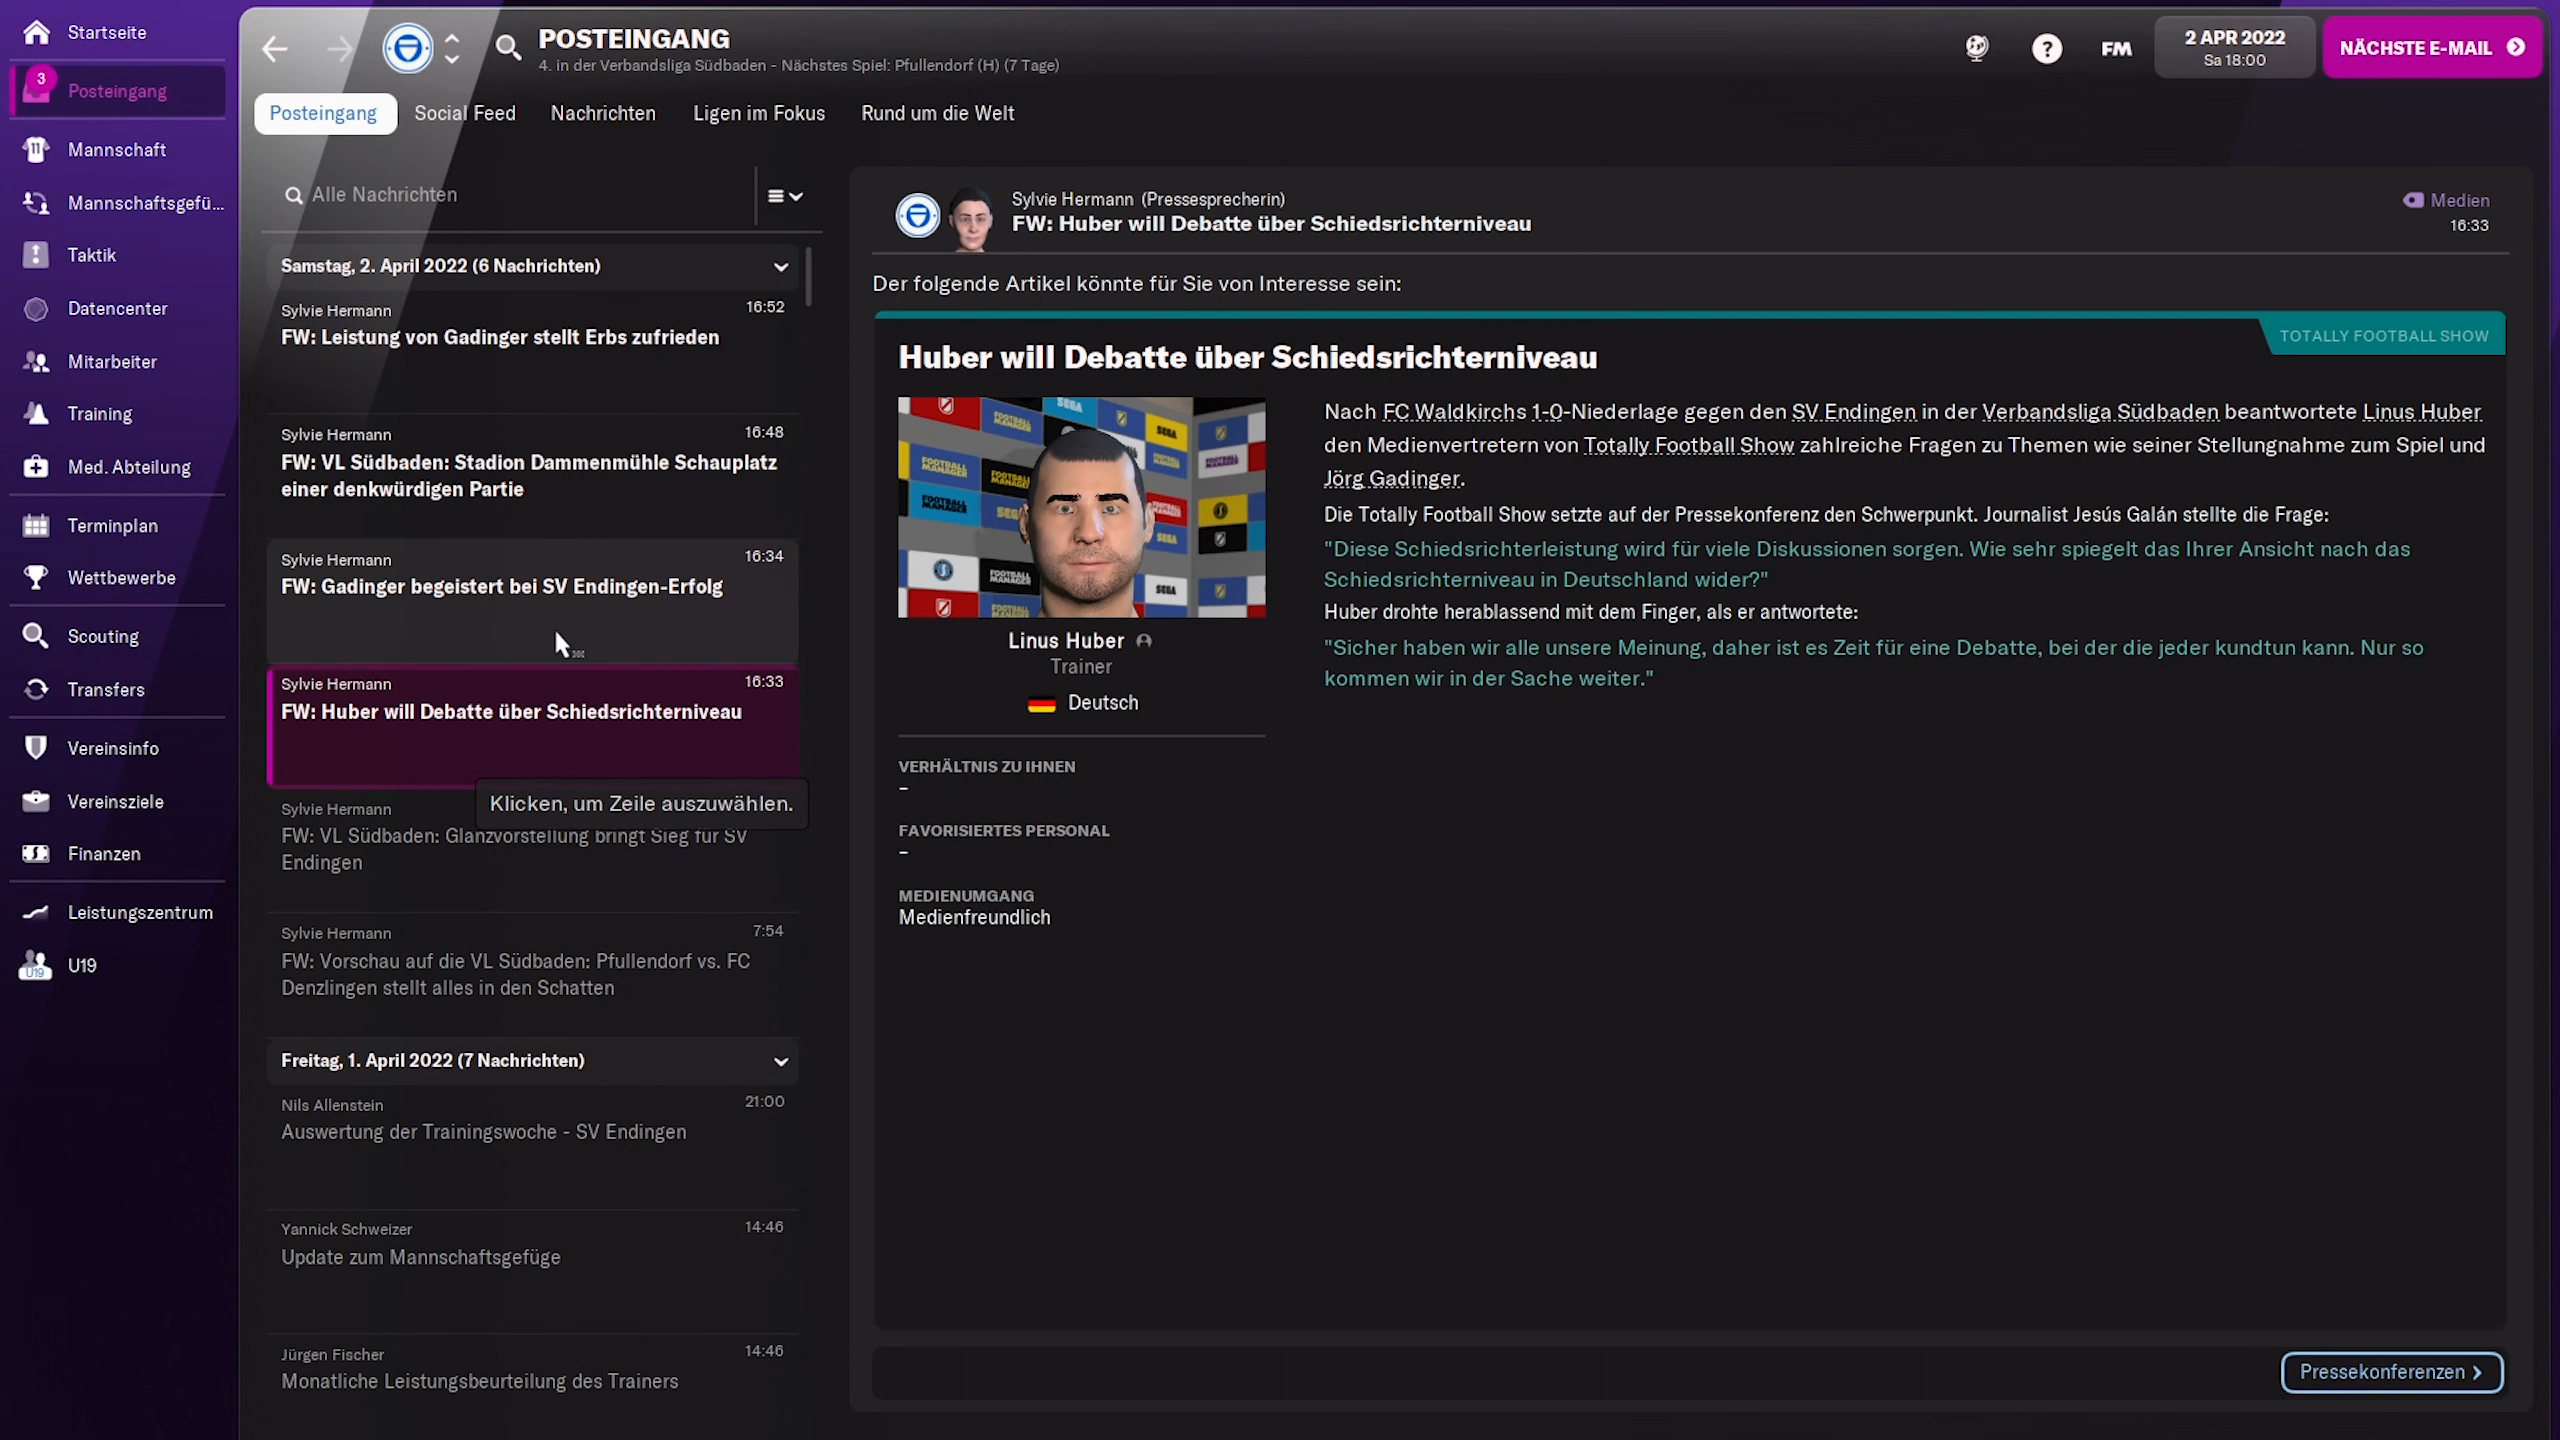 Startseite
3
Posteingang
Mannschaft
Mannschaftsgefü...
Taktik
Datencenter
Mitarbeiter
Training
Med. Abteilung
Terminplan
Wettbewerbe
Scouting
Transfers
Vereinsinfo
Vereinsziele
Finanzen
Leistungszentrum
U19
U19
POSTEINGANG
4. in der Verbandsliga Südbaden - Nächstes Spiel: Pfullendorf (H) (7 Tage)
FM
2 APR 2022
Sa 18:00
NÄCHSTE E-MAIL
Posteingang
Social Feed
Nachrichten
Ligen im Fokus
Rund um die Welt
Alle Nachrichten
Samstag, 2. April 2022 (6 Nachrichten)
Sylvie Hermann
16:52
FW: Leistung von Gadinger stellt Erbs zufrieden
Sylvie Hermann
16:48
FW: VL Südbaden: Stadion Dammenmühle Schauplatz
einer denkwürdigen Partie
Sylvie Hermann
16:34
FW: Gadinger begeistert bei SV Endingen-Erfolg
Sylvie Hermann
16:33
FW: Huber will Debatte über Schiedsrichterniveau
Klicken, um Zeile auszuwählen.
Sylvie Hermann
FW: VL Südbaden: Glanzvorstellung bringt Sieg für SV
Endingen
Sylvie Hermann
7:54
FW: Vorschau auf die VL Südbaden: Pfullendorf vs. FC
Denzlingen stellt alles in den Schatten
Freitag, 1. April 2022 (7 Nachrichten)
Nils Allenstein
21:00
Auswertung der Trainingswoche - SV Endingen
Yannick Schweizer
14:46
Update zum Mannschaftsgefüge
Jürgen Fischer
14:46
Monatliche Leistungsbeurteilung des Trainers
Sylvie Hermann (Pressesprecherin)
FW: Huber will Debatte über Schiedsrichterniveau
Medien
16:33
Der folgende Artikel könnte für Sie von Interesse sein:
TOTALLY FOOTBALL SHOW
Huber will Debatte über Schiedsrichterniveau
Nach FC Waldkirchs 1-0-Niederlage gegen den SV Endingen in der Verbandsliga Südbaden beantwortete Linus Huber
den Medienvertretern von Totally Football Show zahlreiche Fragen zu Themen wie seiner Stellungnahme zum Spiel und
Jörg Gadinger.
Die Totally Football Show setzte auf der Pressekonferenz den Schwerpunkt. Journalist Jesús Galán stellte die Frage:
"Diese Schiedsrichterleistung wird für viele Diskussionen sorgen. Wie sehr spiegelt das Ihrer Ansicht nach das
Schiedsrichterniveau in Deutschland wider?"
Huber drohte herablassend mit dem Finger, als er antwortete:
"Sicher haben wir alle unsere Meinung, daher ist es Zeit für eine Debatte, bei der die jeder kundtun kann. Nur so
kommen wir in der Sache weiter."
Linus Huber
Trainer
Deutsch
VERHÄLTNIS ZU IHNEN
-
FAVORISIERTES PERSONAL
-
MEDIENUMGANG
Medienfreundlich
Pressekonferenzen